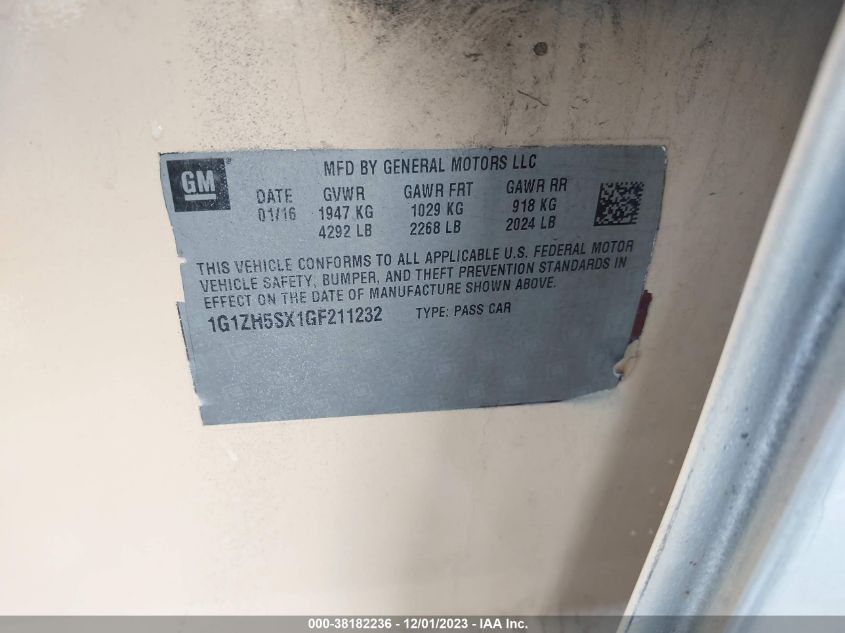 GM
MFD BY GENERAL MOTORS LLC
DATE GVWR GAWR FRT GAWR RR
01/16 1947 KG 1029 KG 918 KG
4292 LB 2268 LB 2024 LB
THIS VEHICLE CONFORMS TO ALL APPLICABLE U.S. FEDERAL MOTOR
VEHICLE SAFETY, BUMPER, AND THEFT PREVENTION STANDARDS IN
EFFECT ON THE DATE OF MANUFACTURE SHOWN ABOVE.
1G1ZH5SX1GF211232 TYPE: PASS CAR
000-38182236 - 12/01/2023 - IAA Inc.